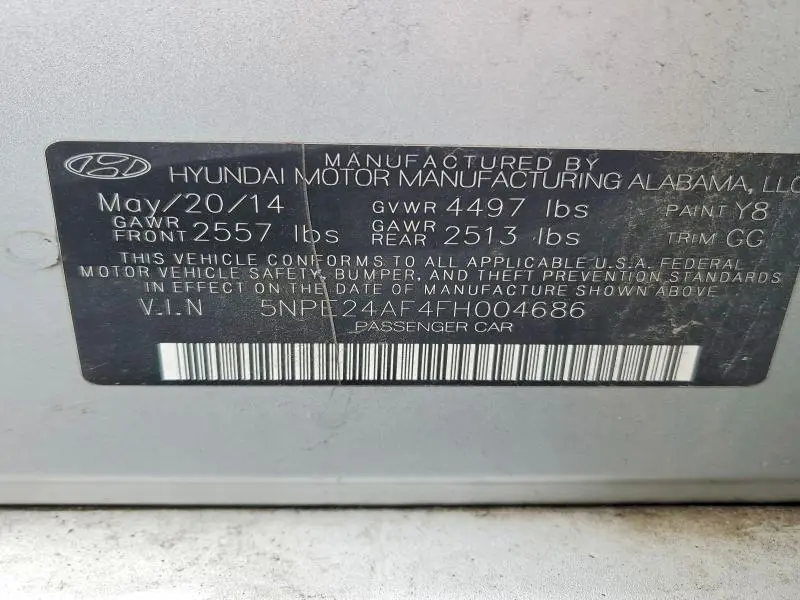 MANUFACTURED BY
HYUNDAI MOTOR MANUFACTURING ALABAMA, LLC
May/20/14 GVWR 4497 lbs PAINT Y8
GAWR FRONT 2557 lbs GAWR REAR 2513 lbs TRIM GG
THIS VEHICLE CONFORMS TO ALL APPLICABLE U.S.A. FEDERAL
MOTOR VEHICLE SAFETY, BUMPER, AND THEFT PREVENTION STANDARDS
IN EFFECT ON THE DATE OF MANUFACTURE SHOWN ABOVE.
V.I.N 5NPE24AF4FH004686
PASSENGER CAR